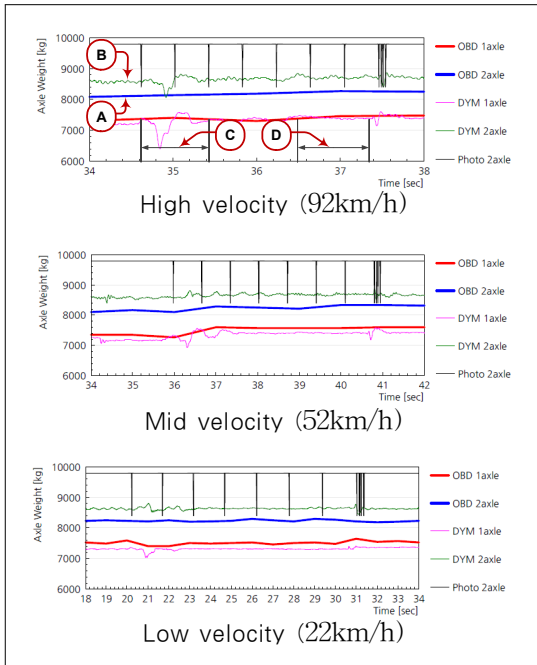 Axle Weight [kg]
10000
9000
8000
7000
6000
B
A
C
D
34 35 36 37 38
Time [sec]
OBD 1axle
OBD 2axle
DYM 1axle
DYM 2axle
Photo 2axle
High velocity (92km/h)
Axle Weight [kg]
10000
9000
8000
7000
6000
34 35 36 37 38 39 40 41 42
Time [sec]
OBD 1axle
OBD 2axle
DYM 1axle
DYM 2axle
Photo 2axle
Mid velocity (52km/h)
Axle Weight [kg]
10000
9000
8000
7000
6000
18 19 20 21 22 23 24 25 26 27 28 29 30 31 32 33 34
Time [sec]
OBD 1axle
OBD 2axle
DYM 1axle
DYM 2axle
Photo 2axle
Low velocity (22km/h)